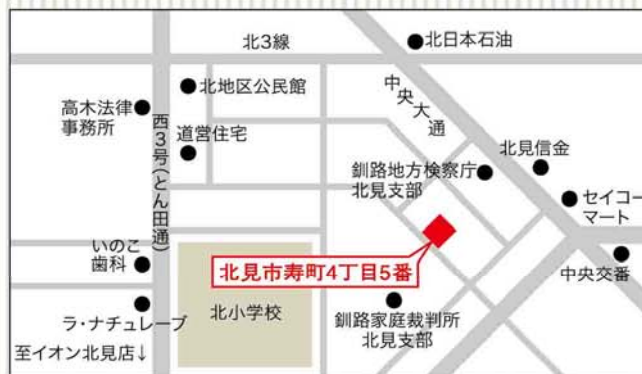 北3線
北日本石油
北地区公民館
中央大通
高木法律
事務所
西3号(とん田通)
道営住宅
北見信金
釧路地方検察庁
北見支部
セイコー
マート
いのこ
歯科
北見市寿町4丁目5番
中央交番
北小学校
ラ・ナチュレーブ
釧路家庭裁判所
北見支部
至イオン北見店↓